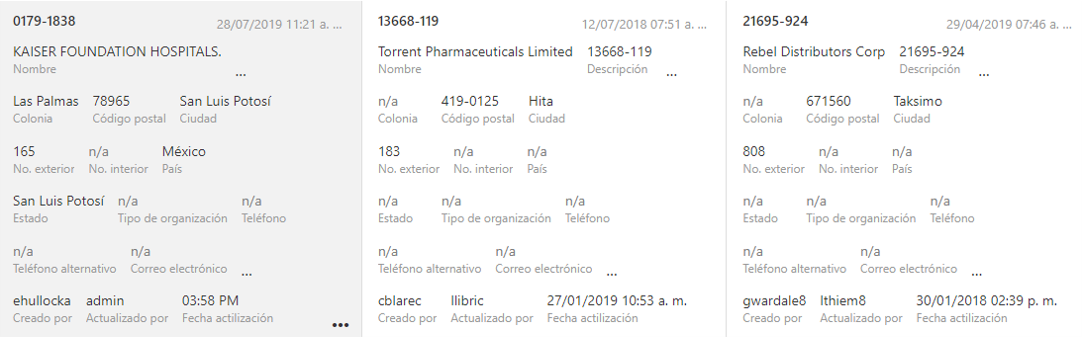 0179-1838 28/07/2019 11:21 a. ...
KAISER FOUNDATION HOSPITALS.
Nombre ...
Las Palmas 78965 San Luis Potosí
Colonia Código postal Ciudad
165 n/a México
No. exterior No. interior País
San Luis Potosí n/a n/a
Estado Tipo de organización Teléfono
n/a n/a
Teléfono alternativo Correo electrónico ...
ehullocka admin 03:58 PM
Creado por Actualizado por Fecha actilización
•••
13668-119 12/07/2018 07:51 a. ...
Torrent Pharmaceuticals Limited 13668-119
Nombre Descripción ...
n/a 419-0125 Hita
Colonia Código postal Ciudad
183 n/a n/a
No. exterior No. interior País
n/a n/a n/a
Estado Tipo de organización Teléfono
n/a n/a
Teléfono alternativo Correo electrónico ...
cblarec llibric 27/01/2019 10:53 a. m.
Creado por Actualizado por Fecha actilización
21695-924 29/04/2019 07:46 a. ...
Rebel Distributors Corp 21695-924
Nombre Descripción ...
n/a 671560 Taksimo
Colonia Código postal Ciudad
808 n/a n/a
No. exterior No. interior País
n/a n/a n/a
Estado Tipo de organización Teléfono
n/a n/a
Teléfono alternativo Correo electrónico ...
gwardale8 lthiem8 30/01/2018 02:39 p. m.
Creado por Actualizado por Fecha actilización